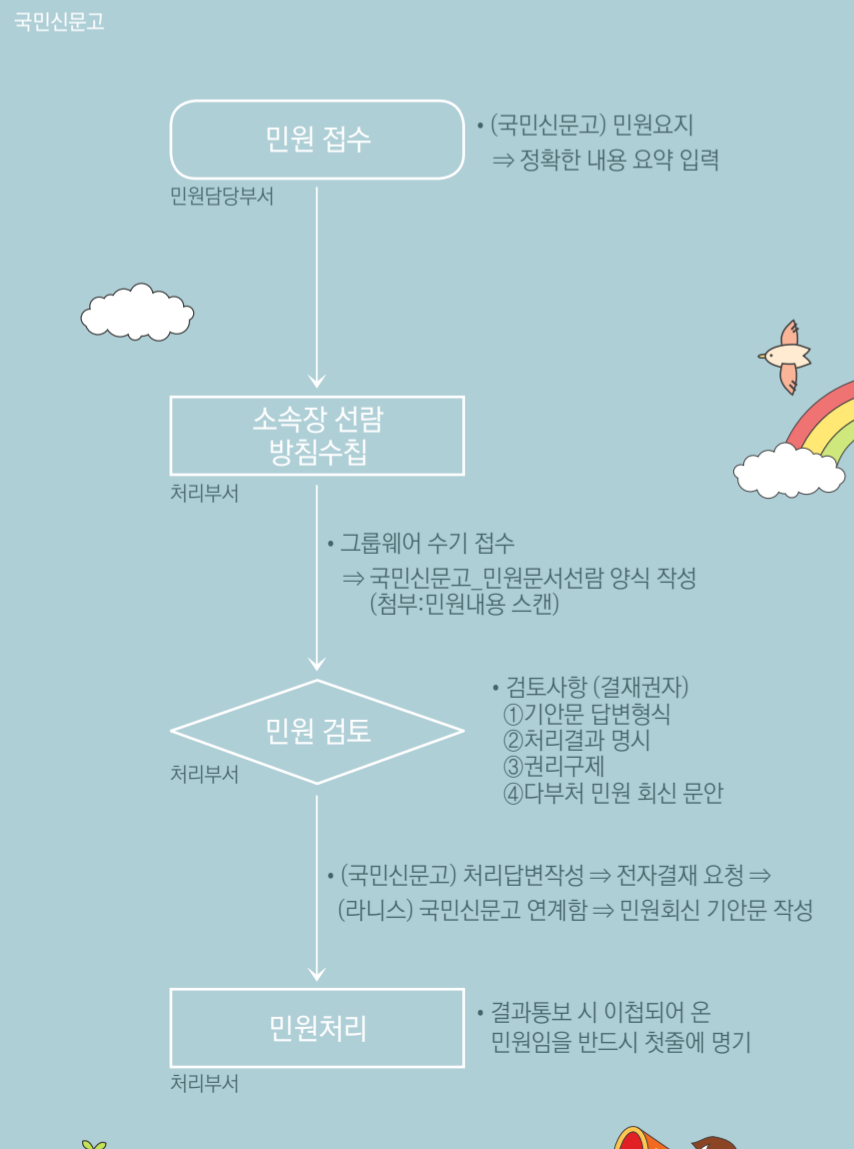 국민신문고
민원 접수
• (국민신문고) 민원요지
⇒ 정확한 내용 요약 입력
민원담당부서
소속장 선람
방침수칩
처리부서
• 그룹웨어 수기 접수
⇒ 국민신문고_민원문서선람 양식 작성
(첨부:민원내용 스캔)
민원 검토
처리부서
• 검토사항 (결재권자)
①기안문 답변형식
②처리결과 명시
③권리구제
④다부처 민원 회신 문안
• (국민신문고) 처리답변작성 ⇒ 전자결재 요청 ⇒
(라니스) 국민신문고 연계함 ⇒ 민원회신 기안문 작성
민원처리
• 결과통보 시 이첩되어 온
민원임을 반드시 첫줄에 명기
처리부서